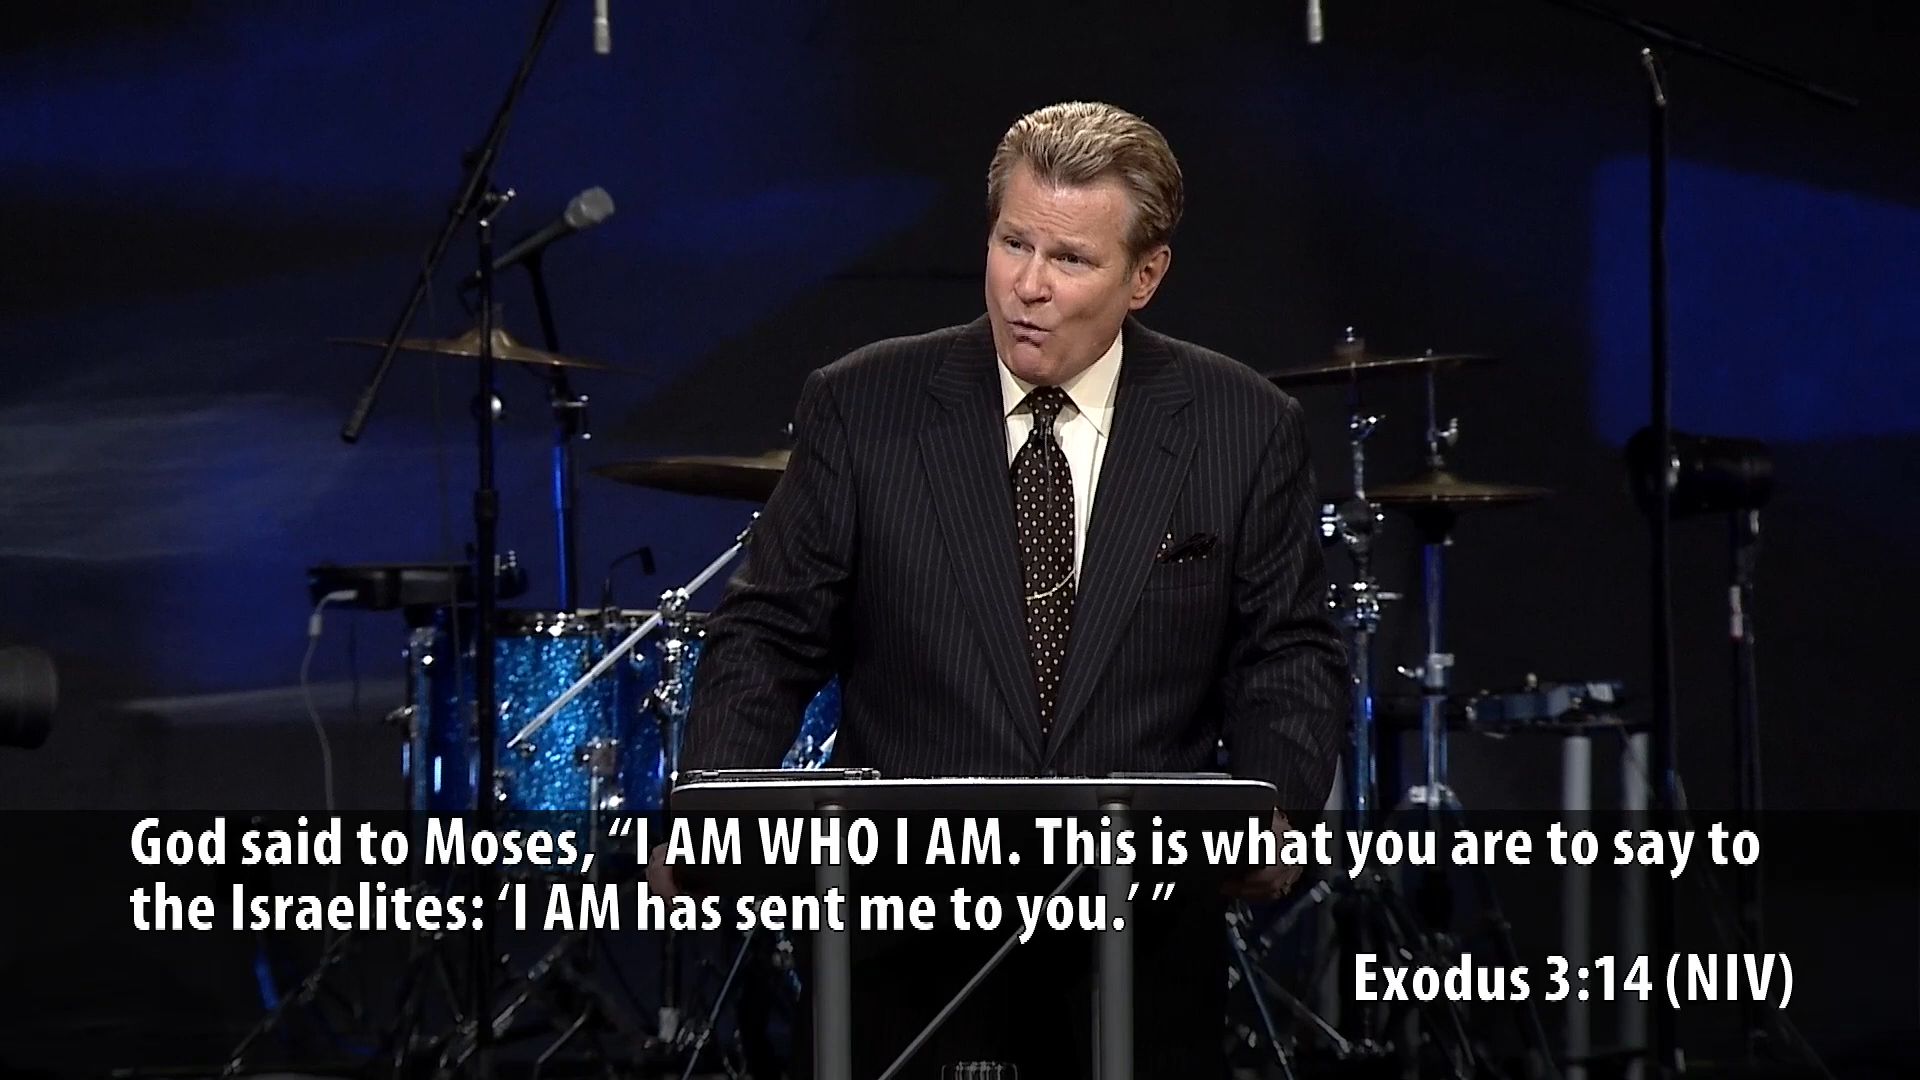 God said to Moses, “I AM WHO I AM. This is what you are to say to
the Israelites: ‘I AM has sent me to you.’ ”
Exodus 3:14 (NIV)